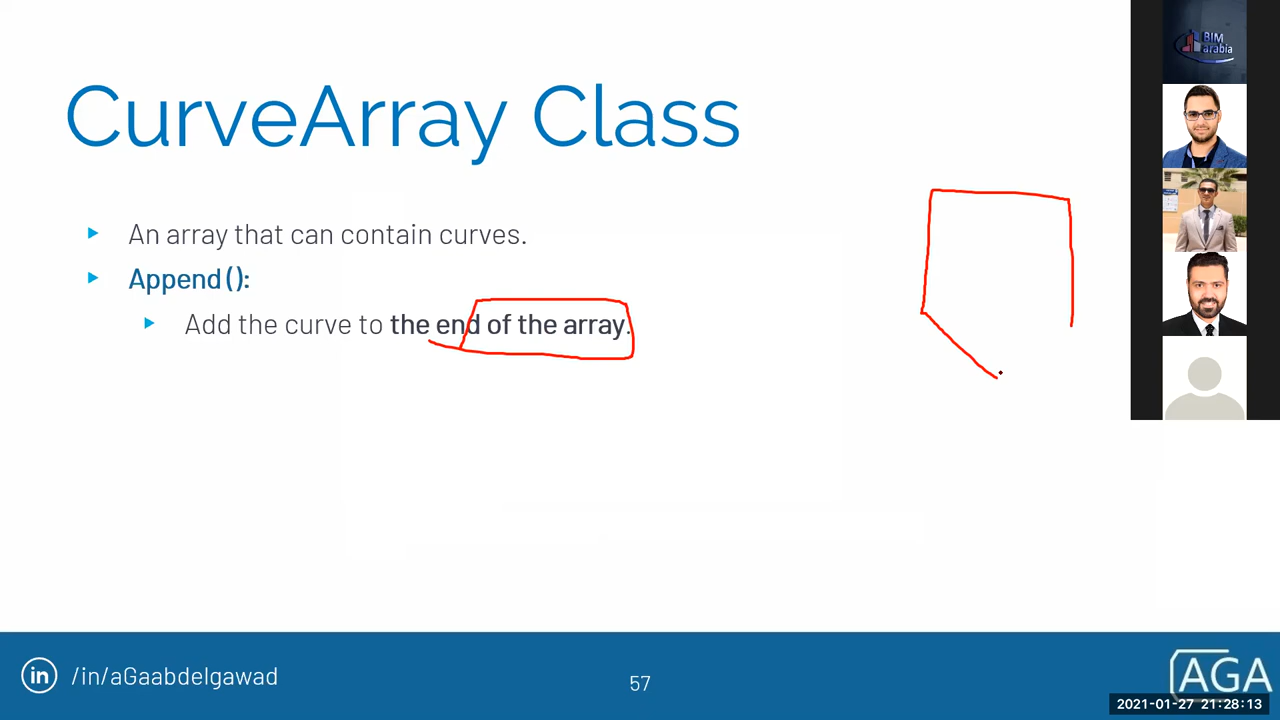 BIM
arabia
CurveArray Class
An array that can contain curves.
Append():
Add the curve to the end of the array.
/in/aGaabdelgawad
57
in
AGA
2021-01-27 21:28:13